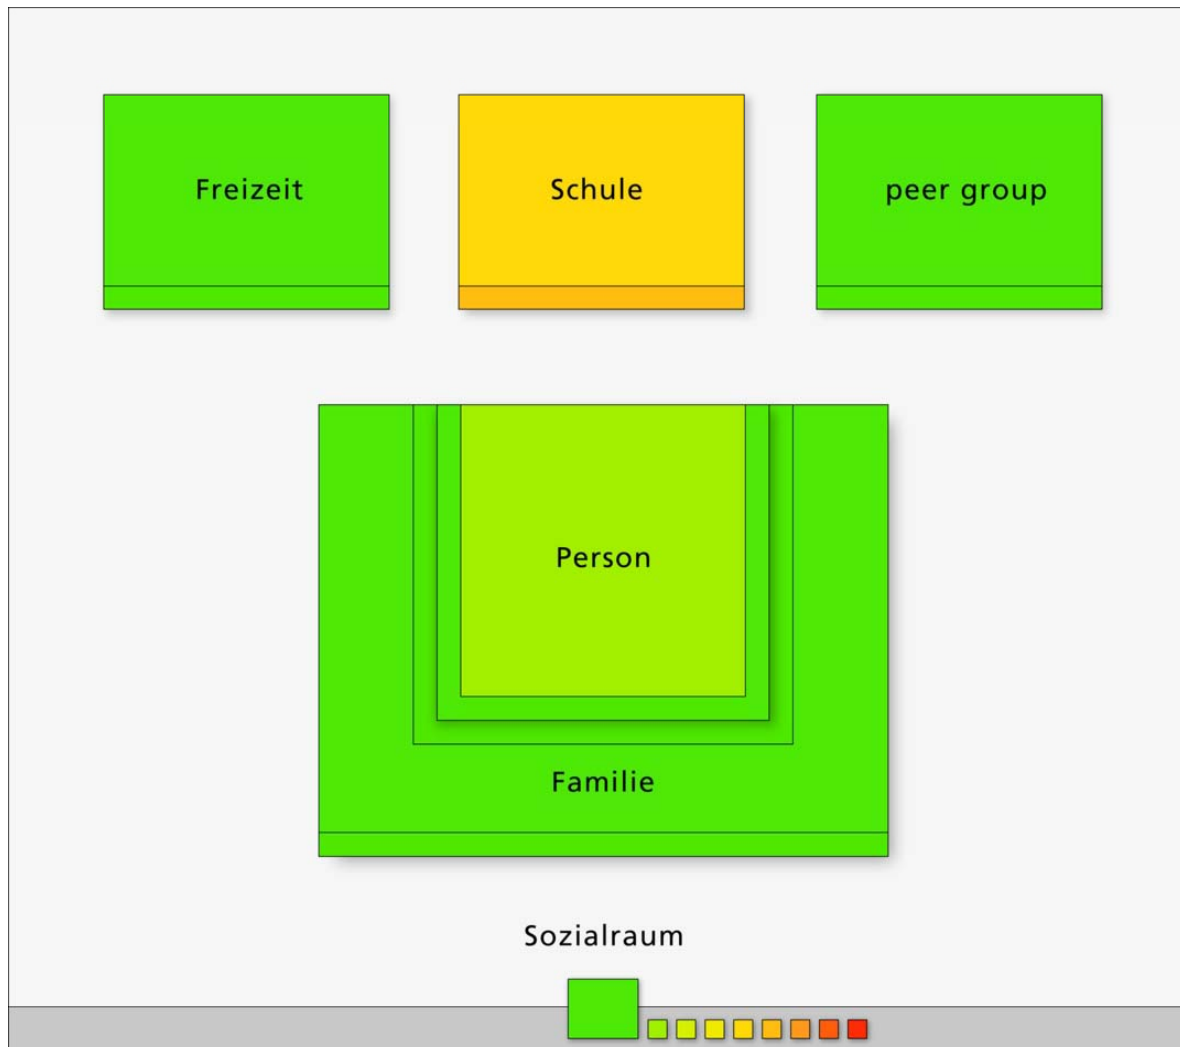 Freizeit
Schule
peer group
Person
Familie
Sozialraum